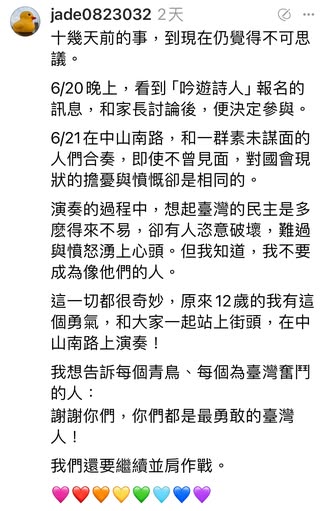 jade0823032 2天
十幾天前的事，到現在仍覺得不可思
議。
6/20晚上，看到「吟遊詩人」報名的
訊息，和家長討論後，便決定參與。
6/21在中山南路，和一群素未謀面的
人們合奏，即使不曾見面，對國會現
狀的擔憂與憤慨卻是相同的。
演奏的過程中，想起臺灣的民主是多
麼得來不易，卻有人恣意破壞，難過
與憤怒湧上心頭。但我知道，我不要
成為像他們的人。
這一切都很奇妙，原來12歲的我有這
個勇氣，和大家一起站上街頭，在中
山南路上演奏！
我想告訴每個青鳥、每個為臺灣奮鬥
的人：
謝謝你們，你們都是最勇敢的臺灣
人！
我們還要繼續並肩作戰。
🩷❤️🧡💛💚🩵💙💜